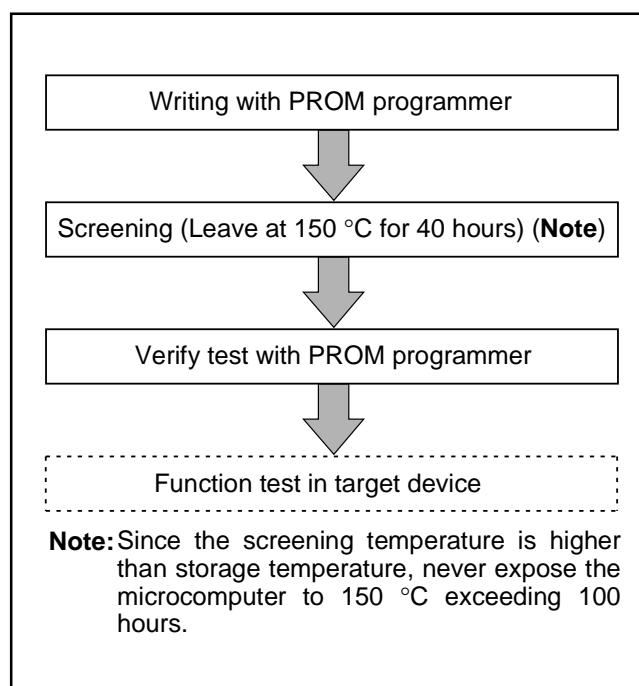 Writing with PROM programmer
Screening (Leave at 150 °C for 40 hours) (Note)
Verify test with PROM programmer
Function test in target device
Note: Since the screening temperature is higher
than storage temperature, never expose the
microcomputer to 150 °C exceeding 100
hours.